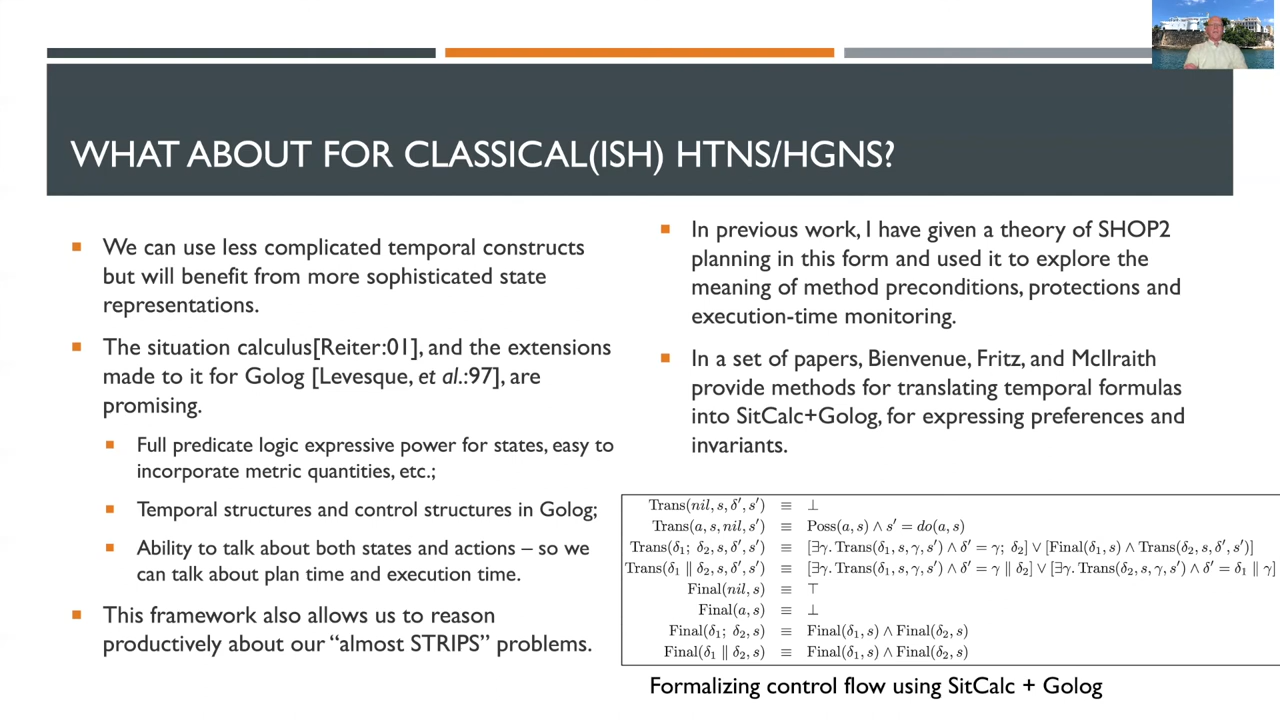 WHAT ABOUT FOR CLASSICAL(ISH) HTNS/HGNS?
We can use less complicated temporal constructs
but will benefit from more sophisticated state
representations.
The situation calculus[Reiter:01], and the extensions
made to it for Golog [Levesque, et al.:97], are
promising.
Full predicate logic expressive power for states, easy to
incorporate metric quantities, etc.;
Temporal structures and control structures in Golog;
Ability to talk about both states and actions – so we
can talk about plan time and execution time.
This framework also allows us to reason
productively about our “almost STRIPS” problems.
In previous work, I have given a theory of SHOP2
planning in this form and used it to explore the
meaning of method preconditions, protections and
execution-time monitoring.
In a set of papers, Bienvenue, Fritz, and McIlraith
provide methods for translating temporal formulas
into SitCalc+Golog, for expressing preferences and
invariants.
Trans(nil, s, δ′, s′) ≡ ⊥
Trans(a, s, nil, s′) ≡ Poss(a, s) ∧ s′ = do(a, s)
Trans(δ₁; δ₂, s, δ′, s′) ≡ [∃γ. Trans(δ₁, s, γ, s′) ∧ δ′ = γ; δ₂] ∨ [Final(δ₁, s) ∧ Trans(δ₂, s, δ′, s′)]
Trans(δ₁ ∥ δ₂, s, δ′, s′) ≡ [∃γ. Trans(δ₁, s, γ, s′) ∧ δ′ = γ ∥ δ₂] ∨ [∃γ. Trans(δ₂, s, γ, s′) ∧ δ′ = δ₁ ∥ γ]
Final(nil, s) ≡ ⊤
Final(a, s) ≡ ⊥
Final(δ₁; δ₂, s) ≡ Final(δ₁, s) ∧ Final(δ₂, s)
Final(δ₁ ∥ δ₂, s) ≡ Final(δ₁, s) ∧ Final(δ₂, s)
Formalizing control flow using SitCalc + Golog